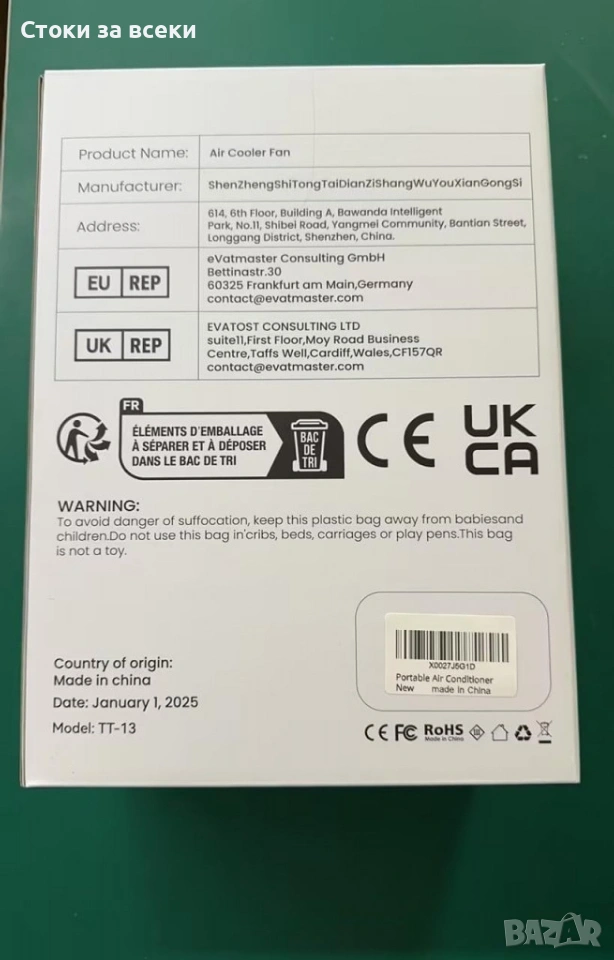 Стоки за всеки
Product Name: Air Cooler Fan
Manufacturer: ShenZhengShiTongTaiDianZiShangWuYouXianGongSi
Address: 614, 6th Floor, Building A, Bawanda Intelligent
Park, No.11, Shibei Road, Yangmei Community, Bantian Street,
Longgang District, Shenzhen, China.
EU REP
eVatmaster Consulting GmbH
Bettinastr.30
60325 Frankfurt am Main,Germany
contact@evatmaster.com
UK REP
EVATOST CONSULTING LTD
suite11,First Floor,Moy Road Business
Centre,Taffs Well,Cardiff,Wales,CF157QR
contact@evatmaster.com
FR
ÉLÉMENTS D'EMBALLAGE
À SÉPARER ET À DÉPOSER
DANS LE BAC DE TRI
BAC
DE
TRI
CE
UK
CA
WARNING:
To avoid danger of suffocation, keep this plastic bag away from babiesand
children.Do not use this bag in'cribs, beds, carriages or play pens.This bag
is not a toy.
X0027J5G1D
Portable Air Conditioner
New made in China
Country of origin:
Made in china
Date: January 1, 2025
Model: TT-13
CE FC RoHS
Made in China
BAZAR